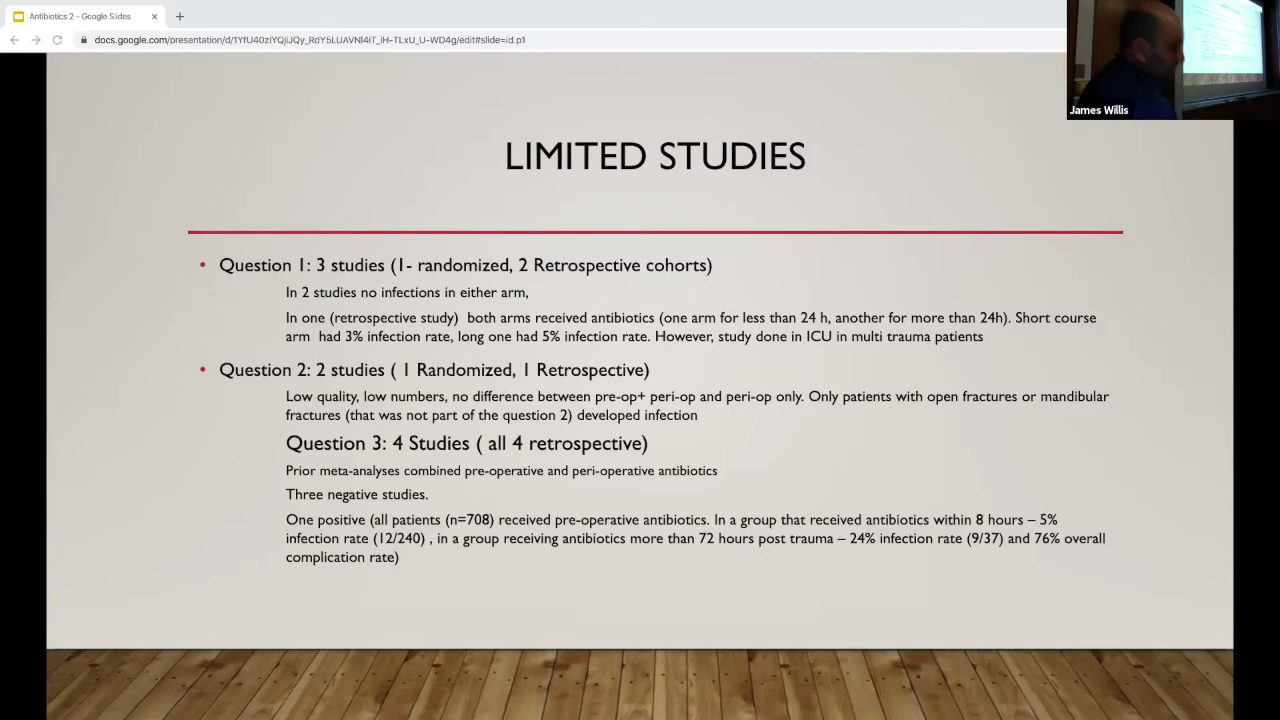 Antibiotics 2 - Google Slides
docs.google.com/presentation/d/1YfU40zIYQjiJQy_RdY5LUAVNl4iT_iH-TLxU_U-WD4g/edit#slide=id.p1
James Willis
LIMITED STUDIES
• Question 1: 3 studies (1- randomized, 2 Retrospective cohorts)
In 2 studies no infections in either arm,
In one (retrospective study) both arms received antibiotics (one arm for less than 24 h, another for more than 24h). Short course
arm had 3% infection rate, long one had 5% infection rate. However, study done in ICU in multi trauma patients
• Question 2: 2 studies ( 1 Randomized, 1 Retrospective)
Low quality, low numbers, no difference between pre-op+ peri-op and peri-op only. Only patients with open fractures or mandibular
fractures (that was not part of the question 2) developed infection
Question 3: 4 Studies ( all 4 retrospective)
Prior meta-analyses combined pre-operative and peri-operative antibiotics
Three negative studies.
One positive (all patients (n=708) received pre-operative antibiotics. In a group that received antibiotics within 8 hours – 5%
infection rate (12/240) , in a group receiving antibiotics more than 72 hours post trauma – 24% infection rate (9/37) and 76% overall
complication rate)